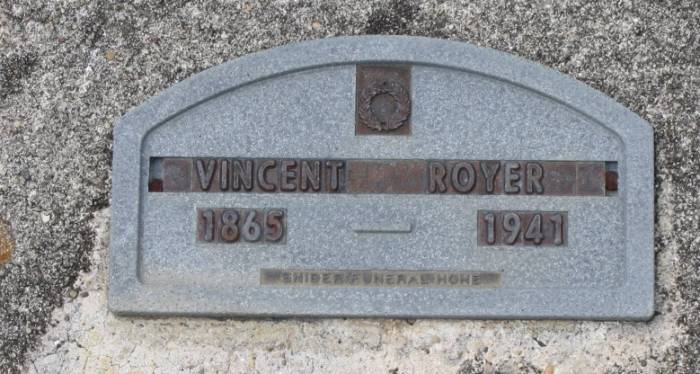 VINCENT ROYER
1865 — 1941
SNIDER FUNERAL HOME